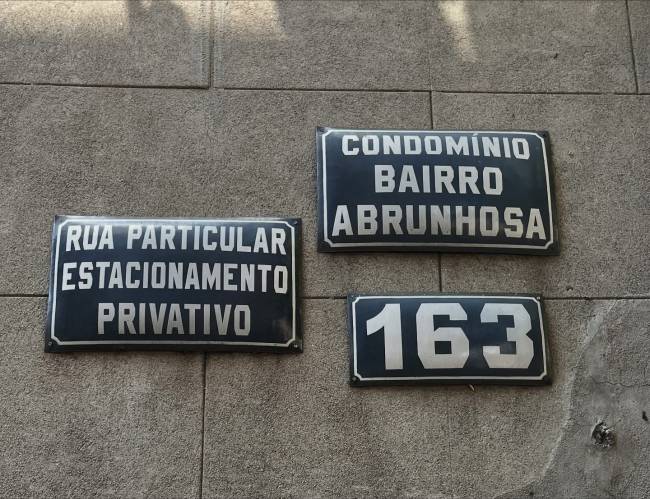 CONDOMÍNIO
BAIRRO
ABRUNHOSA
RUA PARTICULAR
ESTACIONAMENTO
PRIVATIVO
163